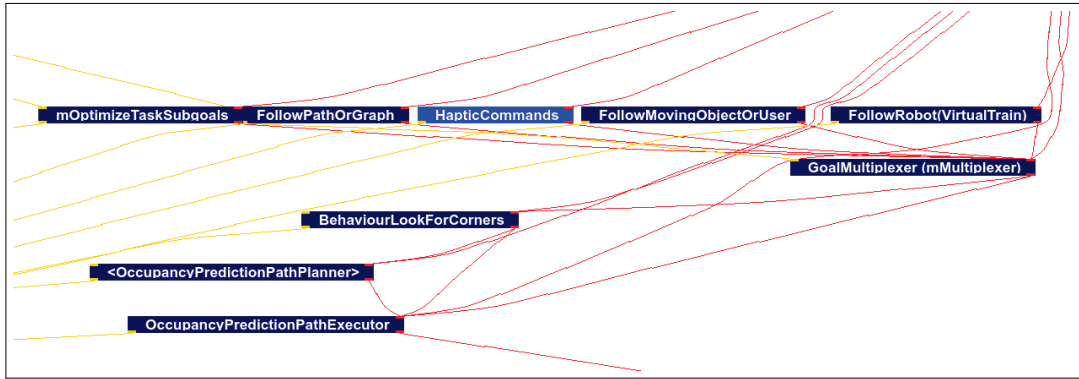 mOptimizeTaskSubgoals
FollowPathOrGraph
HapticCommands
FollowMovingObjectOrUser
FollowRobot(VirtualTrain)
GoalMultiplexer (mMultiplexer)
BehaviourLookForCorners
<OccupancyPredictionPathPlanner>
OccupancyPredictionPathExecutor